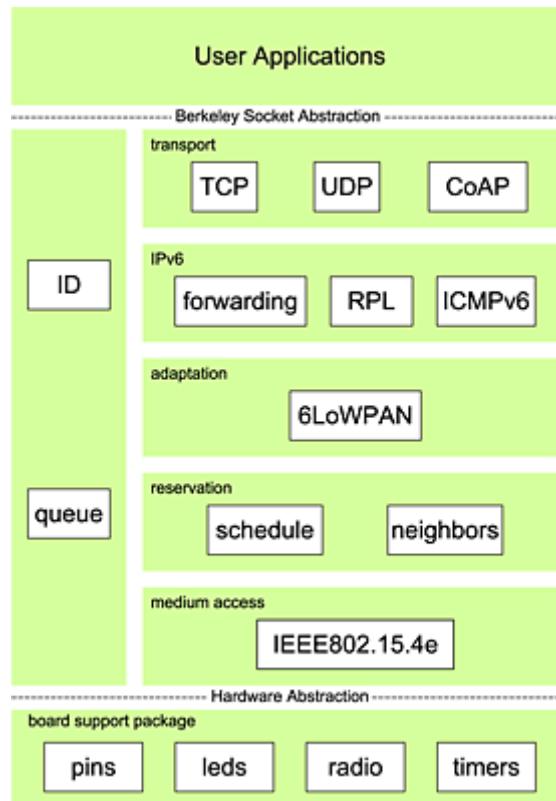 User Applications
Berkeley Socket Abstraction
transport
TCP UDP CoAP
IPv6
ID
forwarding RPL ICMPv6
adaptation
6LoWPAN
reservation
queue
schedule neighbors
medium access
IEEE802.15.4e
Hardware Abstraction
board support package
pins leds radio timers